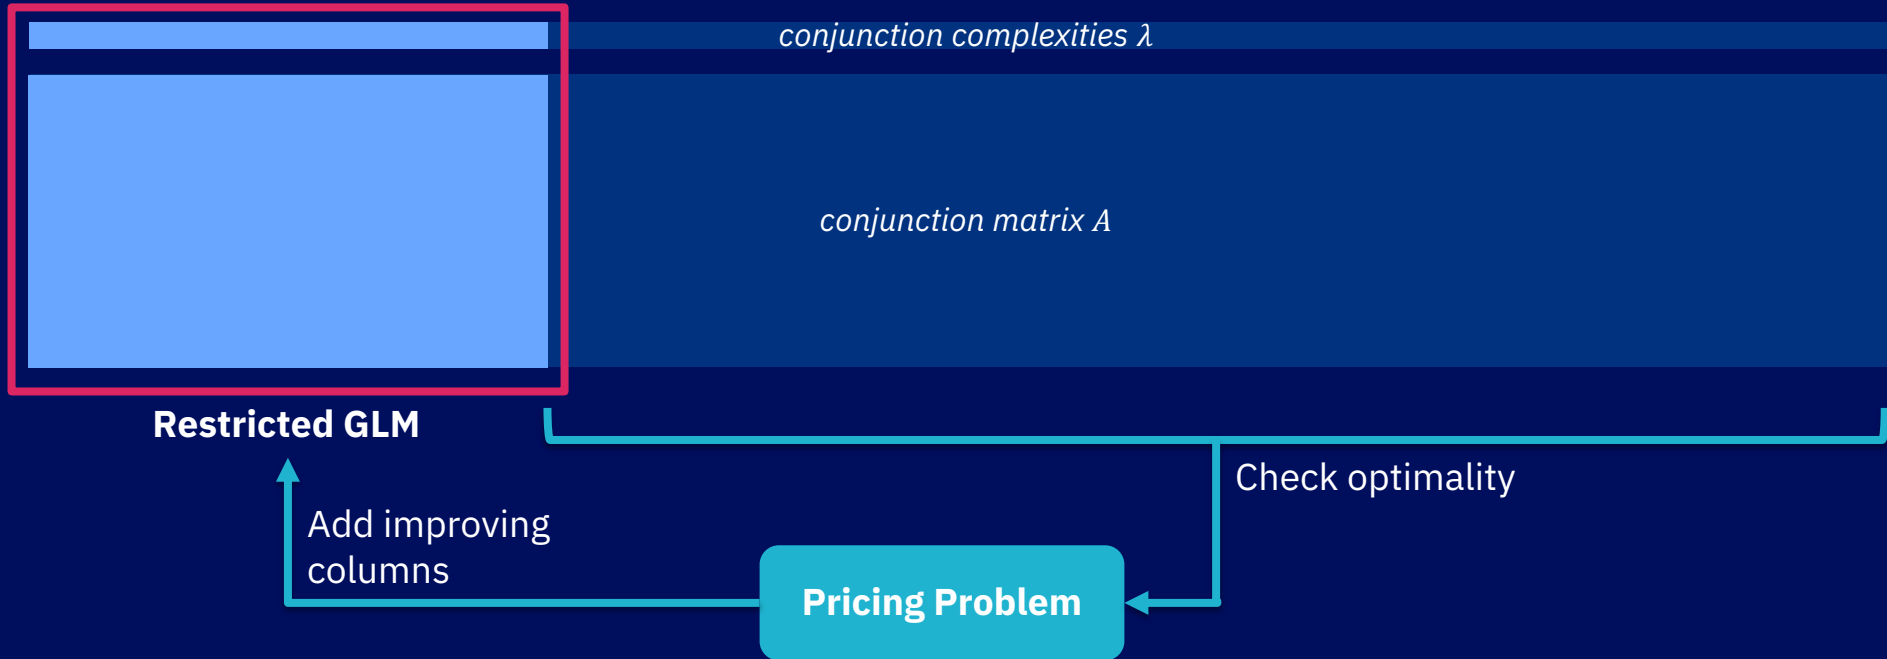 conjunction complexities λ
conjunction matrix A
Restricted GLM
Check optimality
Add improving
columns
Pricing Problem